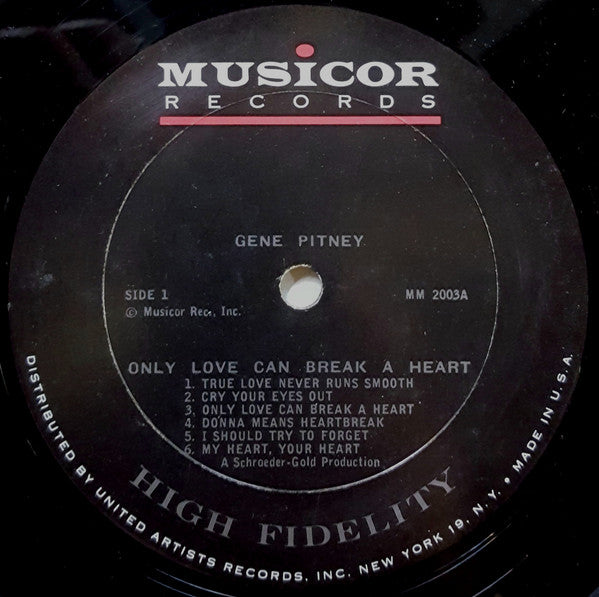 MUSICOR
RECORDS
GENE PITNEY
SIDE 1
MM 2003A
© Musicor Rec., Inc.
ONLY LOVE CAN BREAK A HEART
1. TRUE LOVE NEVER RUNS SMOOTH
2. CRY YOUR EYES OUT
3. ONLY LOVE CAN BREAK A HEART
4. DONNA MEANS HEARTBREAK
5. I SHOULD TRY TO FORGET
6. MY HEART, YOUR HEART
A Schroeder-Gold Production
HIGH FIDELITY
DISTRIBUTED BY UNITED ARTISTS RECORDS, INC. NEW YORK 19, N.Y. • MADE IN U.S.A.